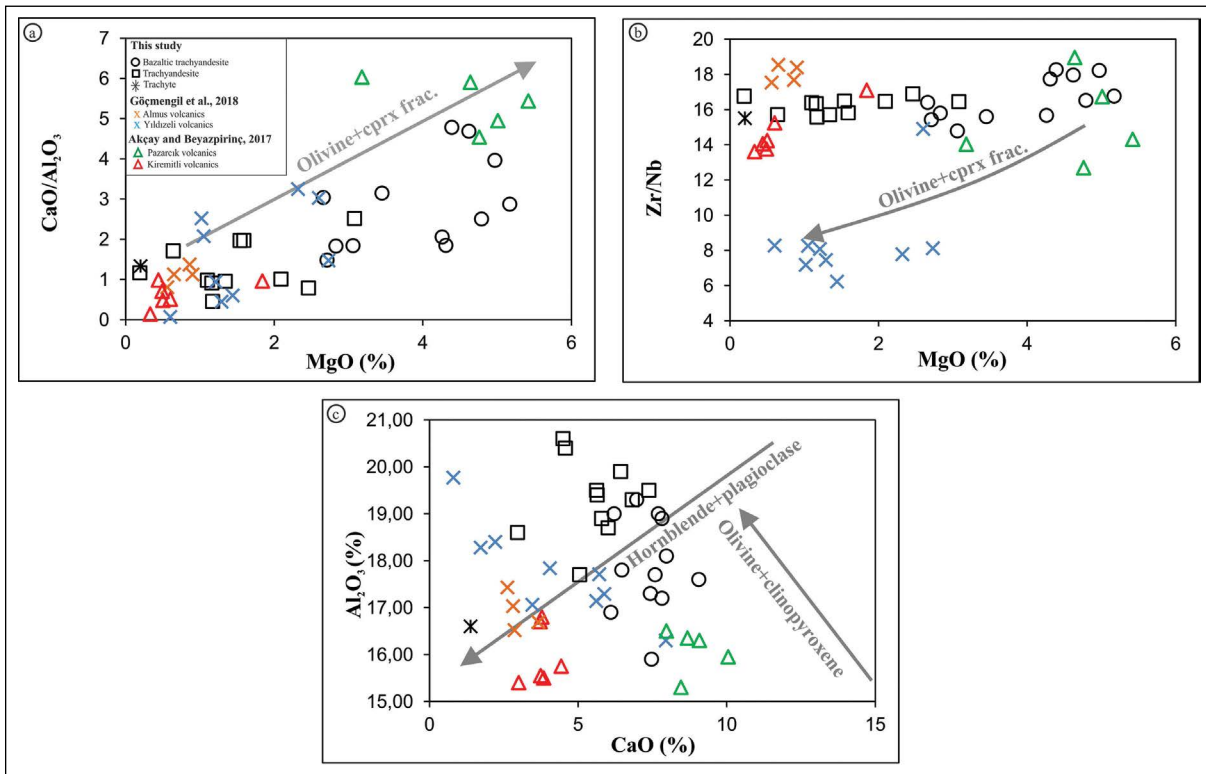 a
7
6
5
4
3
2
1
0
CaO/Al₂O₃
This study
Bazaltic trachyandesite
Trachyandesite
Trachyte
Göçmengil et al., 2018
Almus volcanics
Yıldızeli volcanics
Akçay and Beyazpirinç, 2017
Pazarcık volcanics
Kiremitli volcanics
Olivine+cprx frac.
0 2 4 6
MgO (%)
b
20
18
16
14
12
10
8
6
4
Zr/Nb
Olivine+cprx frac.
0 2 4 6
MgO (%)
c
21,00
20,00
19,00
18,00
17,00
16,00
15,00
Al₂O₃ (%)
Hornblende+plagioclase
Olivine+clinopyroxene
0 5 10 15
CaO (%)